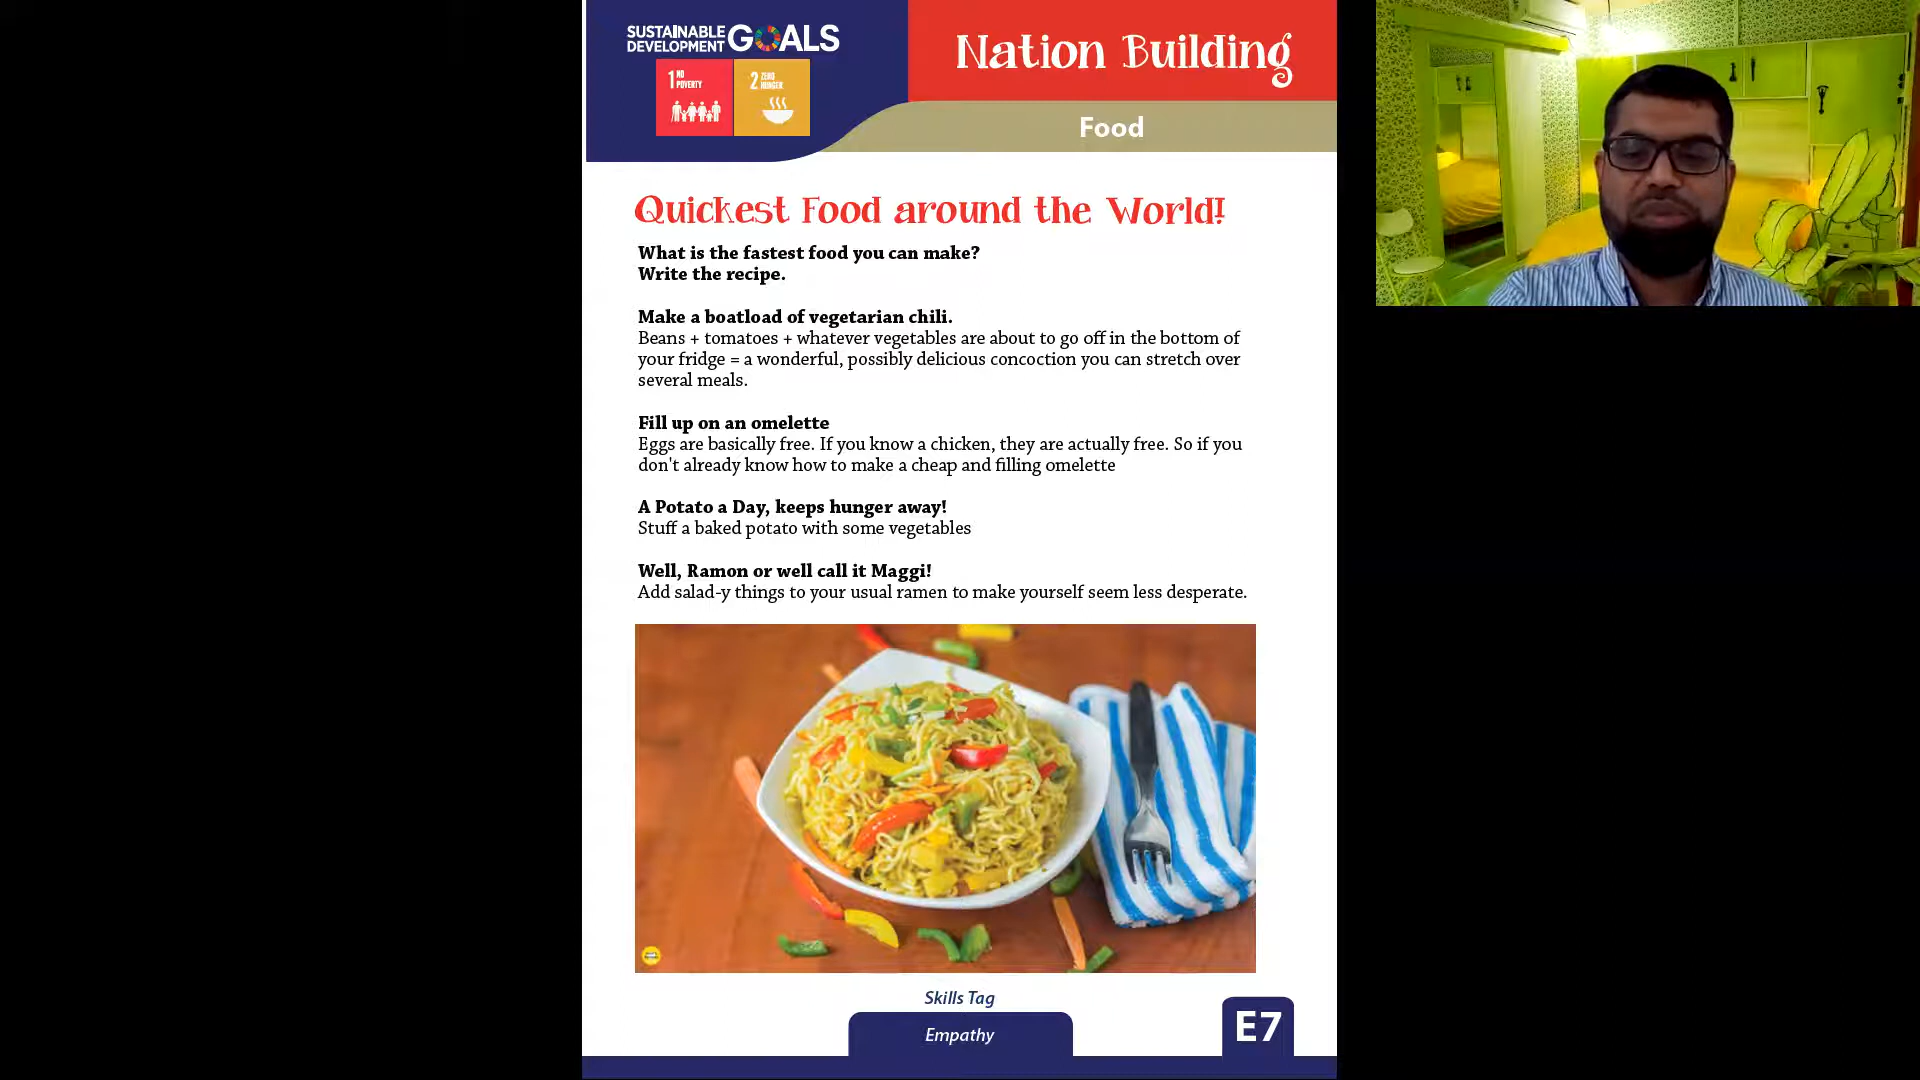 SUSTAINABLE
DEVELOPMENT GOALS
1 NO
POVERTY
2 ZERO
HUNGER
Nation Building
Food
Quickest Food around the World!
What is the fastest food you can make?
Write the recipe.
Make a boatload of vegetarian chili.
Beans + tomatoes + whatever vegetables are about to go off in the bottom of
your fridge = a wonderful, possibly delicious concoction you can stretch over
several meals.
Fill up on an omelette
Eggs are basically free. If you know a chicken, they are actually free. So if you
don't already know how to make a cheap and filling omelette
A Potato a Day, keeps hunger away!
Stuff a baked potato with some vegetables
Well, Ramon or well call it Maggi!
Add salad-y things to your usual ramen to make yourself seem less desperate.
Skills Tag
Empathy
E7